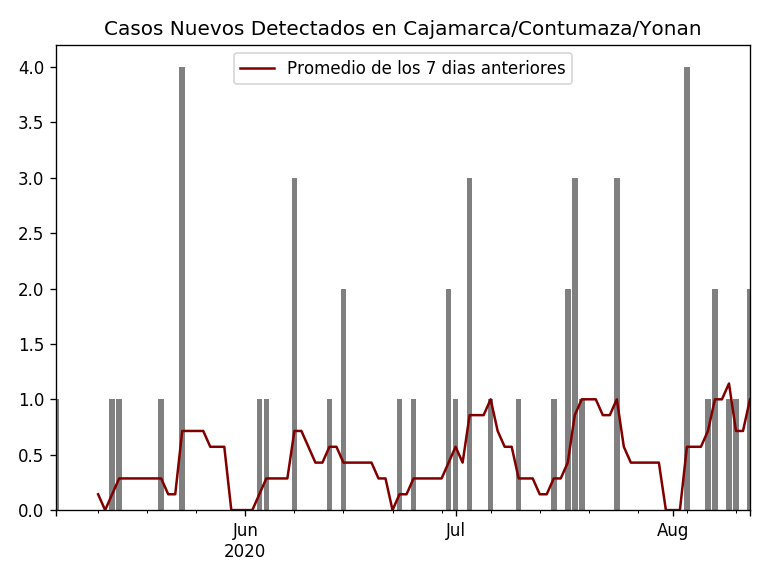 Casos Nuevos Detectados en Cajamarca/Contumaza/Yonan
Promedio de los 7 dias anteriores
4.0
3.5
3.0
2.5
2.0
1.5
1.0
0.5
0.0
Jun
2020
Jul
Aug